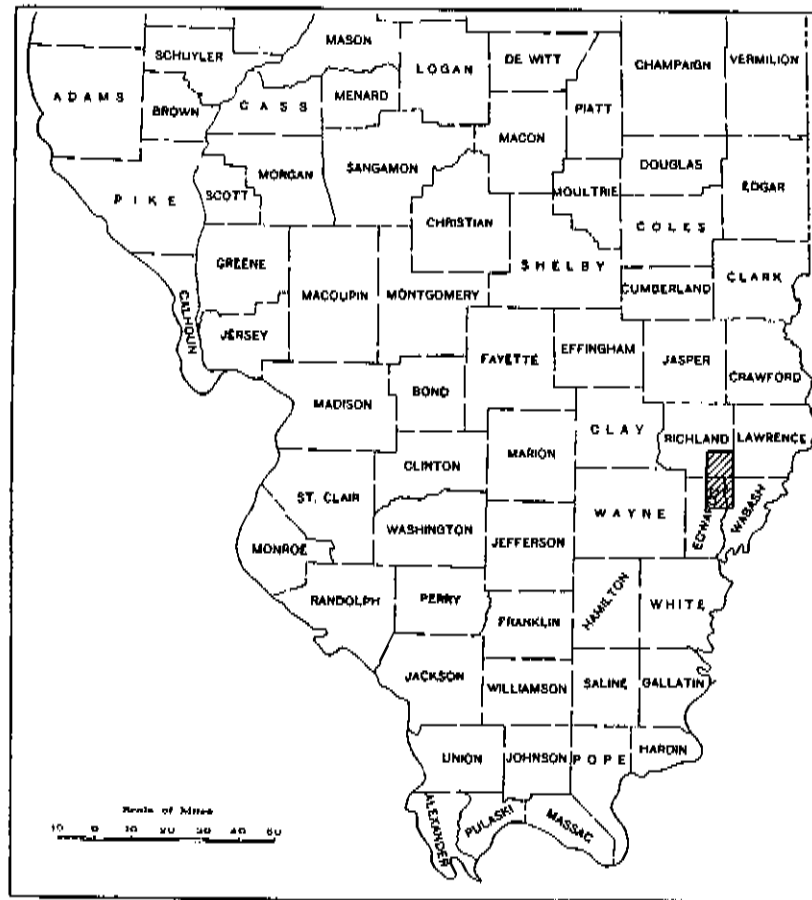 MASON
SCHUYLER
LOGAN
DE WITT
CHAMPAIGN
VERMILION
ADAMS
BROWN
CASS
MENARD
PIATT
MACON
SANGAMON
MORGAN
DOUGLAS
EDGAR
PIKE
SCOTT
MOULTRIE
CHRISTIAN
COLES
GREENE
SHELBY
CLARK
CUMBERLAND
MACOUPIN
MONTGOMERY
CALHOUN
JERSEY
FAYETTE
EFFINGHAM
JASPER
CRAWFORD
BOND
MADISON
CLAY
RICHLAND
LAWRENCE
MARION
CLINTON
ST. CLAIR
WAYNE
EDWARDS
WABASH
WASHINGTON
JEFFERSON
MONROE
RANDOLPH
PERRY
HAMILTON
WHITE
FRANKLIN
JACKSON
WILLIAMSON
SALINE
GALLATIN
UNION
JOHNSON
POPE
HARDIN
ALEXANDER
PULASKI
MASSAC
Scale of Miles
10 0 10 20 30 40 50